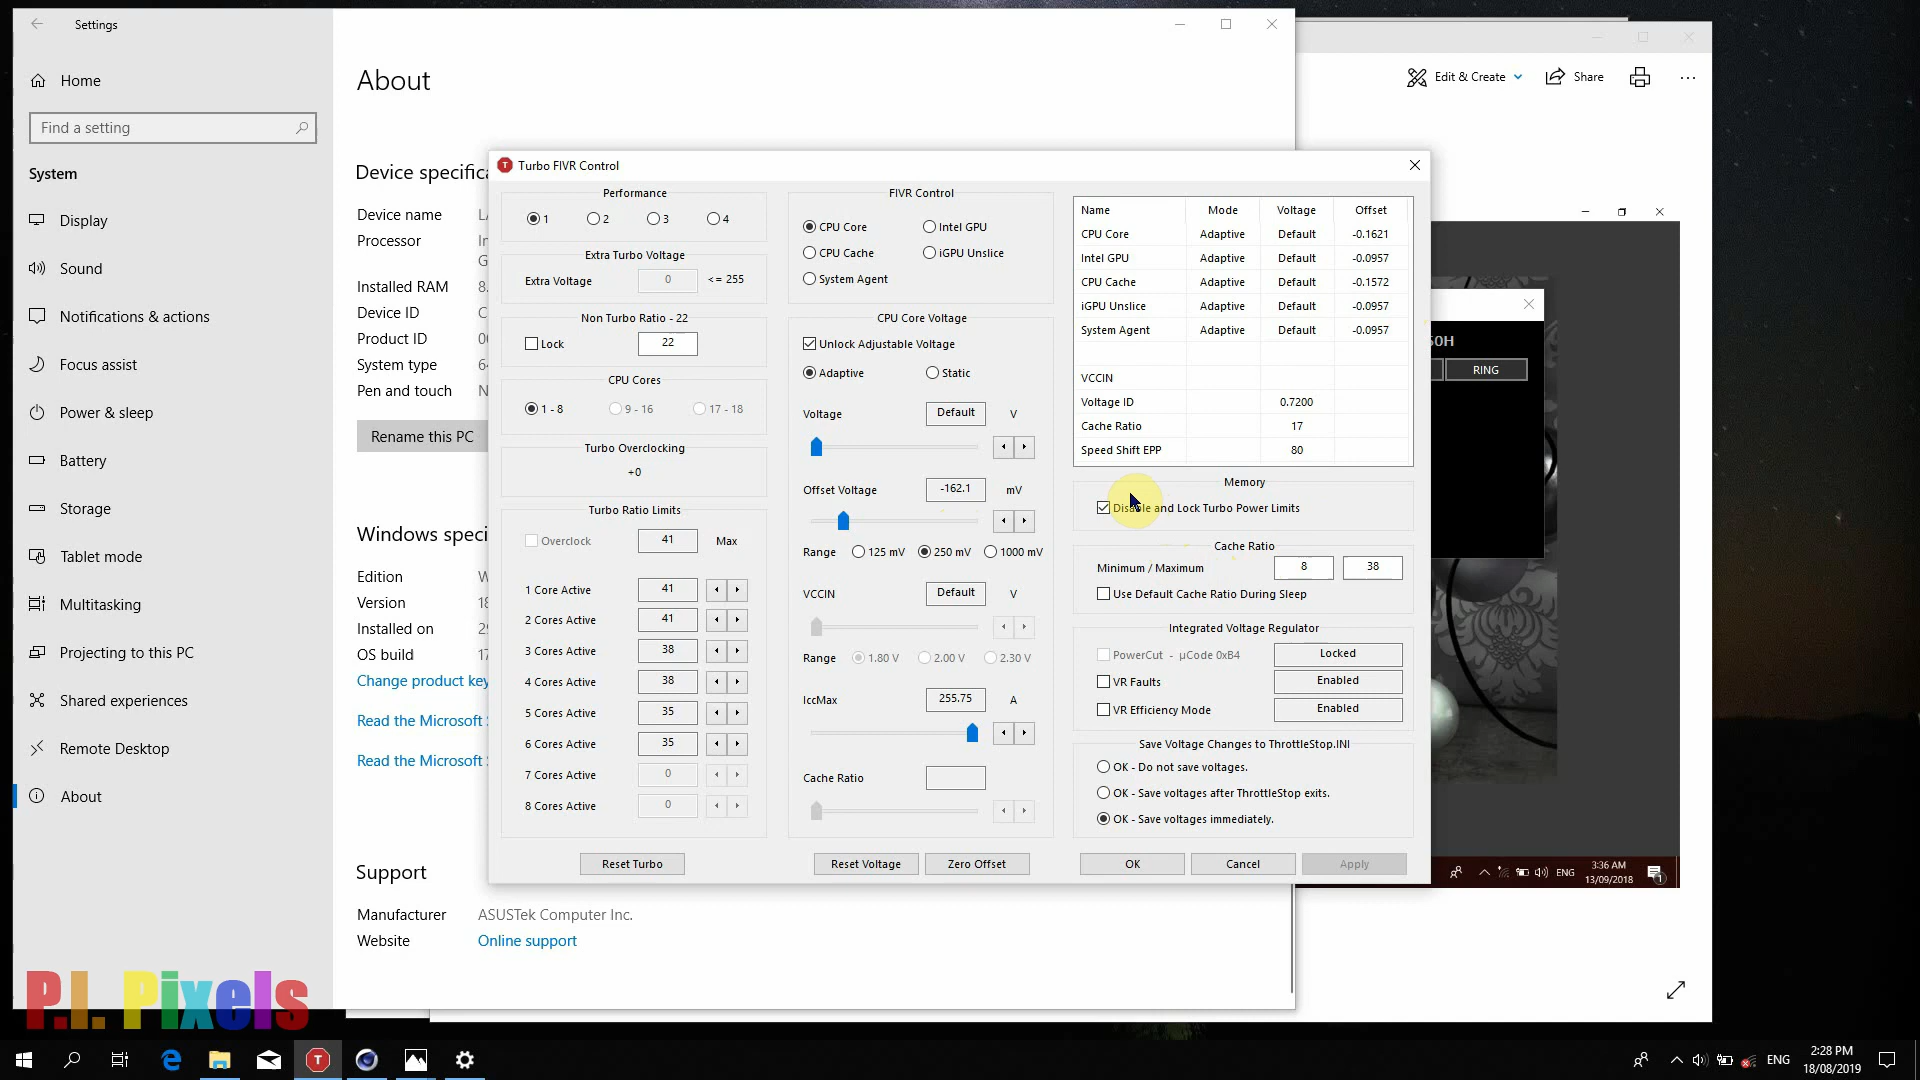 Settings
Home
Find a setting
System
Display
Sound
Notifications & actions
Focus assist
Power & sleep
Battery
Storage
Tablet mode
Multitasking
Projecting to this PC
Shared experiences
Remote Desktop
About
About
Device specifica
Device name
Processor
Installed RAM 8.
Device ID
Product ID
System type
Pen and touch
Rename this PC
Windows speci
Edition
Version 18
Installed on
OS build 17
Change product key
Read the Microsoft S
Read the Microsoft S
Support
Manufacturer ASUSTek Computer Inc.
Website Online support
Turbo FIVR Control
Performance
1 2 3 4
Extra Turbo Voltage
Extra Voltage 0 <= 255
Non Turbo Ratio - 22
Lock 22
CPU Cores
1 - 8 9 - 16 17 - 18
Turbo Overclocking
+0
Turbo Ratio Limits
Overclock 41 Max
1 Core Active 41
2 Cores Active 41
3 Cores Active 38
4 Cores Active 38
5 Cores Active 35
6 Cores Active 35
7 Cores Active 0
8 Cores Active 0
Reset Turbo
FIVR Control
CPU Core Intel GPU
CPU Cache iGPU Unslice
System Agent
CPU Core Voltage
Unlock Adjustable Voltage
Adaptive Static
Voltage Default V
Offset Voltage -162.1 mV
Range 125 mV 250 mV 1000 mV
VCCIN Default V
Range 1.80 V 2.00 V 2.30 V
IccMax 255.75 A
Cache Ratio
Reset Voltage Zero Offset
Name Mode Voltage Offset
CPU Core Adaptive Default -0.1621
Intel GPU Adaptive Default -0.0957
CPU Cache Adaptive Default -0.1572
iGPU Unslice Adaptive Default -0.0957
System Agent Adaptive Default -0.0957
VCCIN
Voltage ID 0.7200
Cache Ratio 17
Speed Shift EPP 80
Memory
Disable and Lock Turbo Power Limits
Cache Ratio
Minimum / Maximum 8 38
Use Default Cache Ratio During Sleep
Integrated Voltage Regulator
PowerCut - µCode 0xB4 Locked
VR Faults Enabled
VR Efficiency Mode Enabled
Save Voltage Changes to ThrottleStop.INI
OK - Do not save voltages.
OK - Save voltages after ThrottleStop exits.
OK - Save voltages immediately.
OK Cancel Apply
Edit & Create Share
50H
RING
ENG
3:36 AM
13/09/2018
1
P.I. Pixels
T
ENG
2:28 PM
18/08/2019